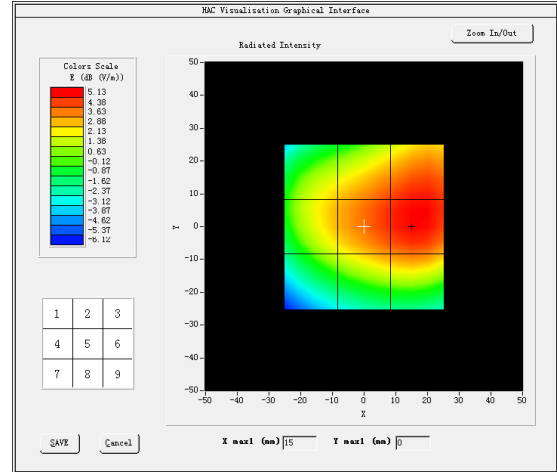 HAC Visualisation Graphical Interface
Zoom In/Out
Radiated Intensity
Colors Scale
E (dB (V/m))
5.13
4.38
3.63
2.88
2.13
1.38
0.63
-0.12
-0.87
-1.62
-2.37
-3.12
-3.87
-4.62
-5.37
-6.12
50
40
30
20
10
0
-10
-20
-30
-40
-50
Y
-50 -40 -30 -20 -10 0 10 20 30 40 50
X
1 2 3
4 5 6
7 8 9
SAVE Cancel
X max1 (mm) 15 Y max1 (mm) 0